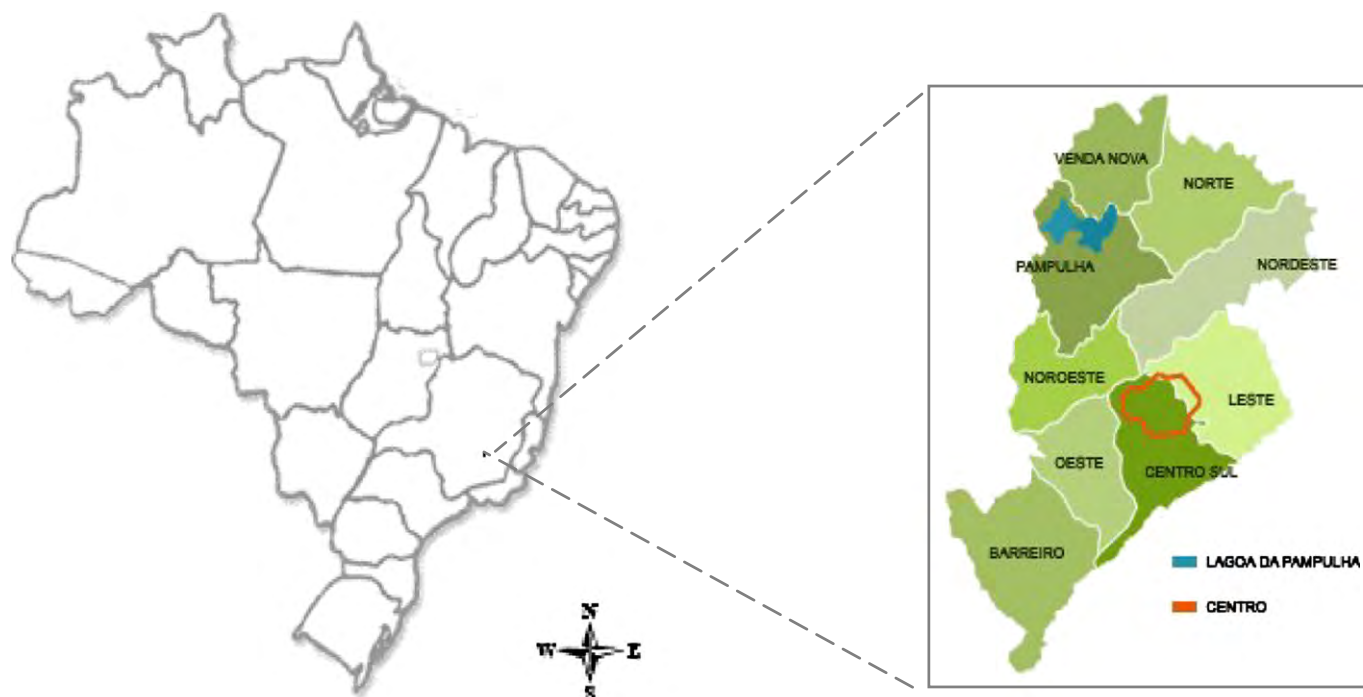 VENDA NOVA
NORTE
PAMPULHA
NORDESTE
NOROESTE
LESTE
OESTE
CENTRO SUL
BARREIRO
LAGOA DA PAMPULHA
CENTRO
N
W E
S